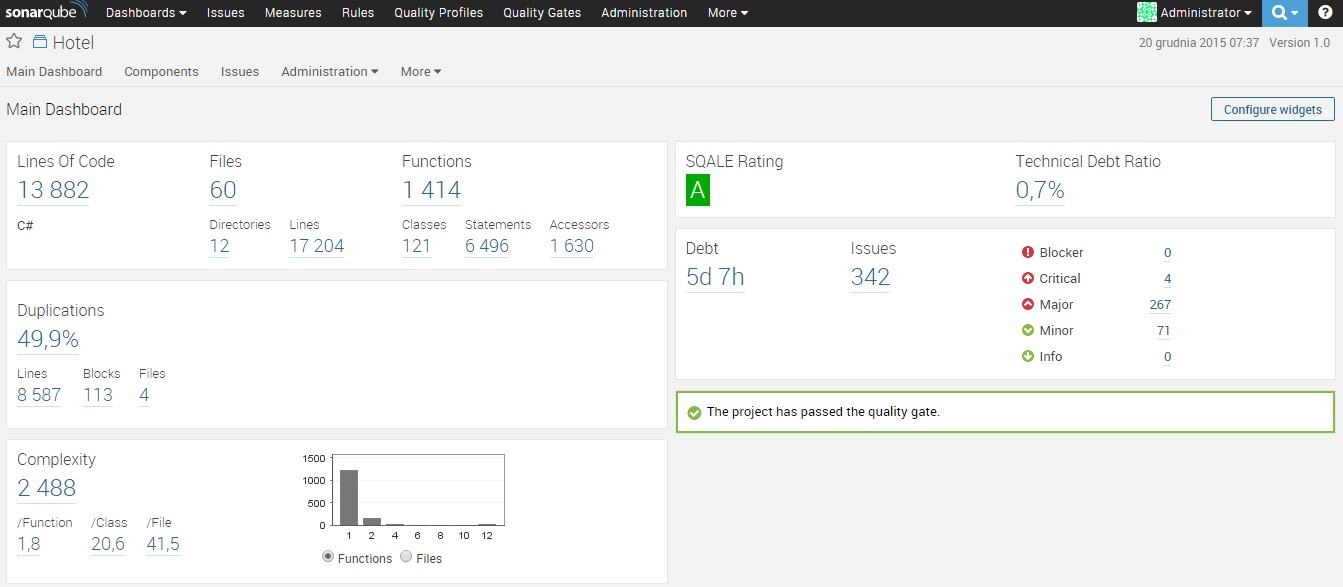 sonarqube Dashboards Issues Measures Rules Quality Profiles Quality Gates Administration More Administrator ?
Hotel 20 grudnia 2015 07:37 Version 1.0
Main Dashboard Components Issues Administration More
Main Dashboard Configure widgets
Lines Of Code Files Functions
13 882 60 1 414
C# Directories Lines Classes Statements Accessors
12 17 204 121 6 496 1 630
Duplications
49,9%
Lines Blocks Files
8 587 113 4
Complexity
2 488
/Function /Class /File
1,8 20,6 41,5
1500
1000
500
0
1 2 4 6 8 10 12
Functions Files
SQALE Rating Technical Debt Ratio
A 0,7%
Debt Issues
5d 7h 342
Blocker 0
Critical 4
Major 267
Minor 71
Info 0
The project has passed the quality gate.